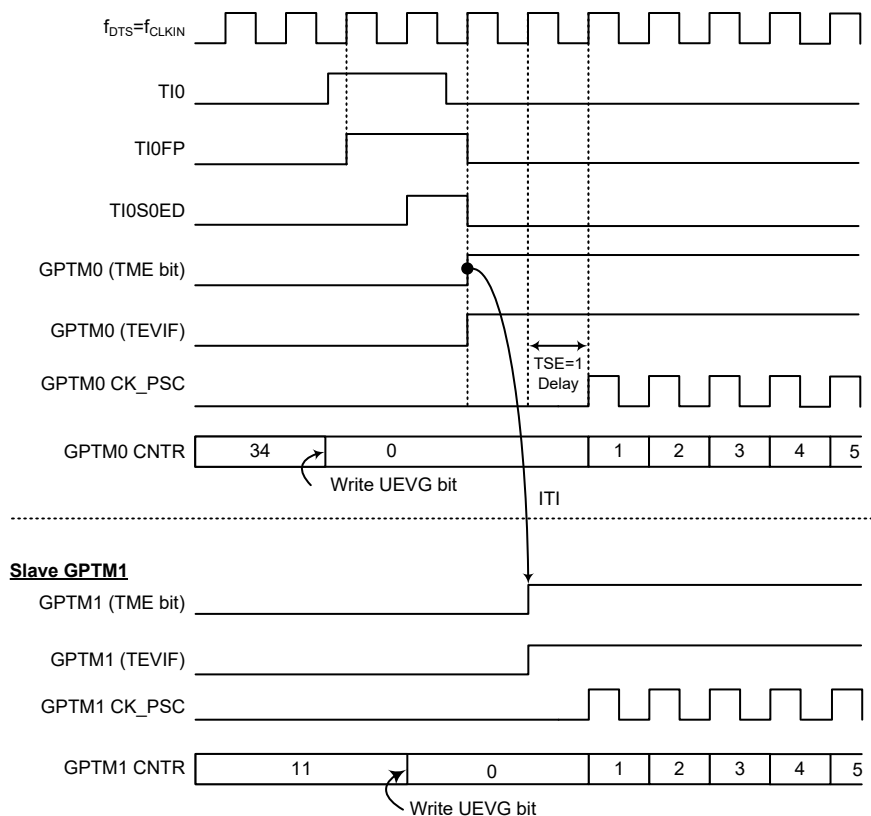 fDTS=fCLKIN
TI0
TI0FP
TI0S0ED
GPTM0 (TME bit)
GPTM0 (TEVIF)
TSE=1
Delay
GPTM0 CK_PSC
GPTM0 CNTR 34 0 1 2 3 4 5
Write UEVG bit
ITI
Slave GPTM1
GPTM1 (TME bit)
GPTM1 (TEVIF)
GPTM1 CK_PSC
GPTM1 CNTR 11 0 1 2 3 4 5
Write UEVG bit